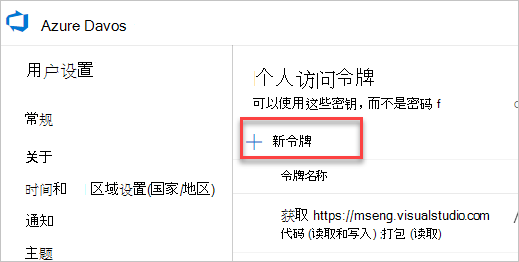 Azure Davos
用户设置
个人访问令牌
可以使用这些密钥，而不是密码 f
常规
新令牌
关于
令牌名称
时间和 区域设置(国家/地区)
通知
获取 https://mseng.visualstudio.com
代码 (读取和写入) ;打包 (读取)
主题